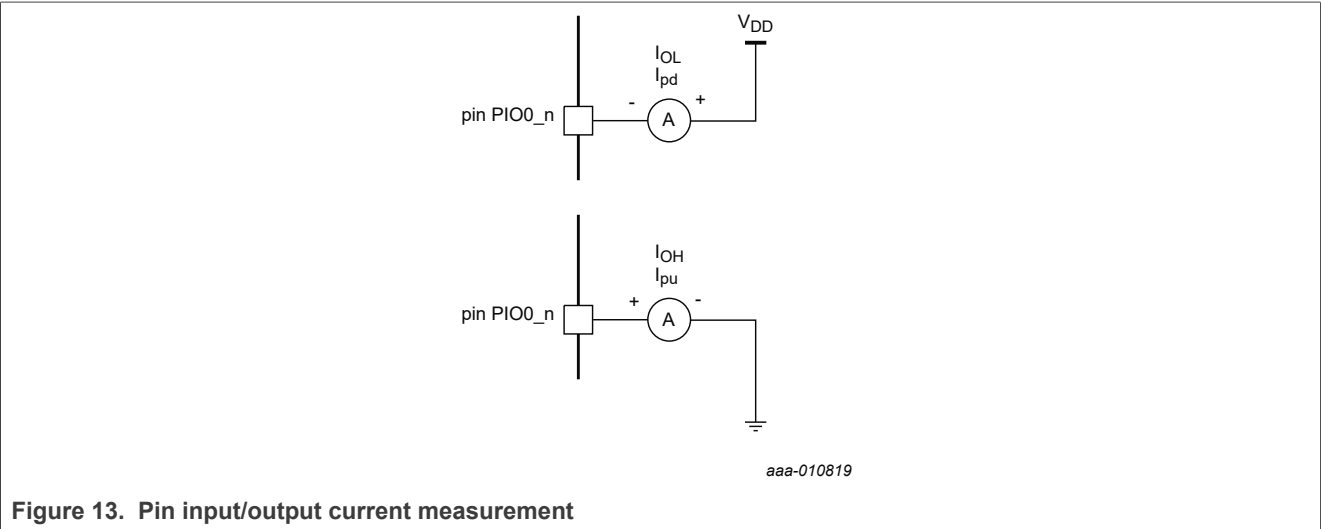 VDD
IOL
Ipd
- +
pin PIO0_n
A
IOH
Ipu
+ -
pin PIO0_n
A
aaa-010819
Figure 13. Pin input/output current measurement